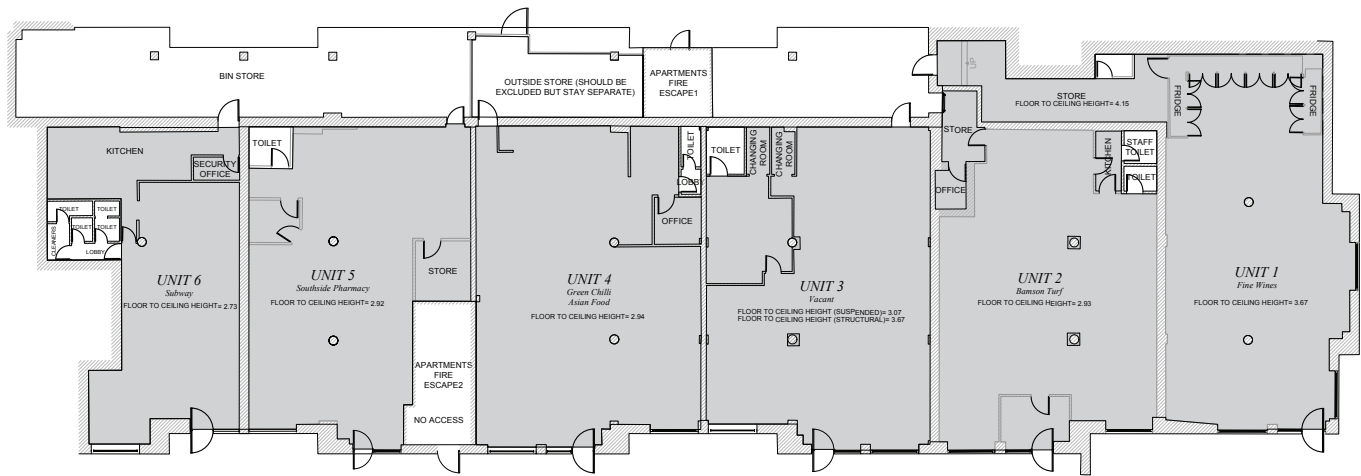 BIN STORE
OUTSIDE STORE (SHOULD BE
EXCLUDED BUT STAY SEPARATE)
APARTMENTS
FIRE
ESCAPE1
UP
STORE
FLOOR TO CEILING HEIGHT= 4.15
FRIDGE
FRIDGE
KITCHEN
SECURITY
OFFICE
TOILET
TOILET
TOILET
TOILET
CLEANERS
LOBBY
UNIT 6
Subway
FLOOR TO CEILING HEIGHT= 2.73
TOILET
UNIT 5
Southside Pharmacy
FLOOR TO CEILING HEIGHT= 2.92
STORE
APARTMENTS
FIRE
ESCAPE2
NO ACCESS
TOILET
LOBBY
OFFICE
UNIT 4
Green Chilli
Asian Food
FLOOR TO CEILING HEIGHT= 2.94
TOILET
CHANGING
ROOM
CHANGING
ROOM
UNIT 3
Vacant
FLOOR TO CEILING HEIGHT (SUSPENDED)= 3.07
FLOOR TO CEILING HEIGHT (STRUCTURAL)= 3.67
STORE
OFFICE
KITCHEN
STAFF
TOILET
TOILET
UNIT 2
Bamson Turf
FLOOR TO CEILING HEIGHT= 2.93
UNIT 1
Fine Wines
FLOOR TO CEILING HEIGHT= 3.67